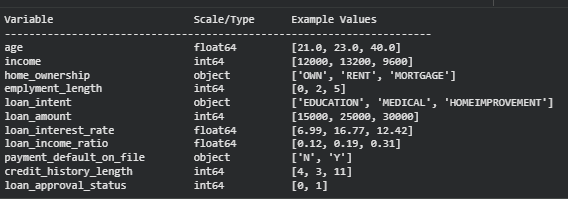 Variable Scale/Type Example Values
--------------------------------------------------------------------
age float64 [21.0, 23.0, 40.0]
income int64 [12000, 13200, 9600]
home_ownership object ['OWN', 'RENT', 'MORTGAGE']
emplyment_length int64 [0, 2, 5]
loan_intent object ['EDUCATION', 'MEDICAL', 'HOMEIMPROVEMENT']
loan_amount int64 [15000, 25000, 30000]
loan_interest_rate float64 [6.99, 16.77, 12.42]
loan_income_ratio float64 [0.12, 0.19, 0.31]
payment_default_on_file object ['N', 'Y']
credit_history_length int64 [4, 3, 11]
loan_approval_status int64 [0, 1]